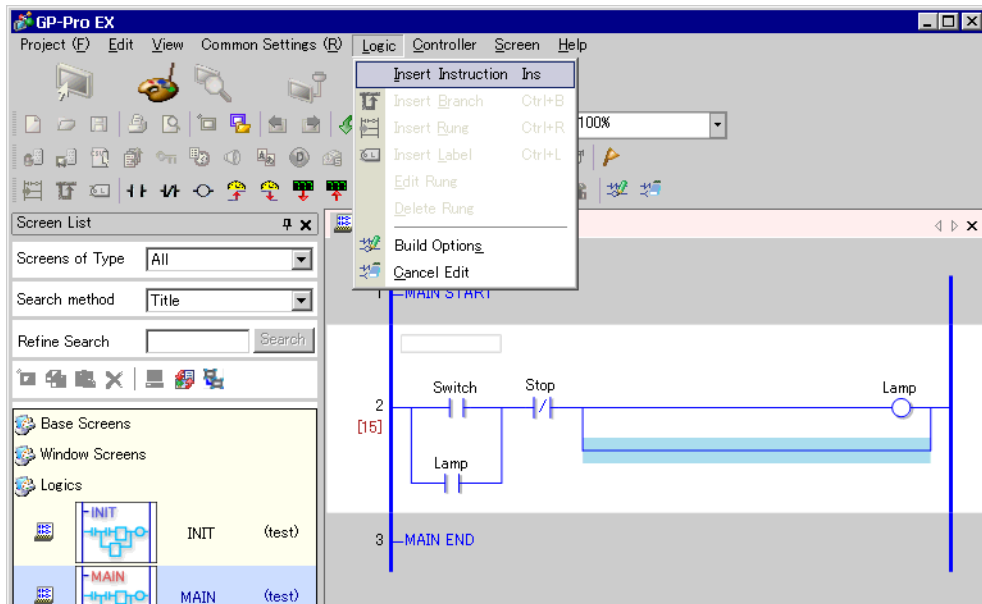 GP-Pro EX
Project (F) Edit View Common Settings (R) Logic Controller Screen Help
Insert Instruction Ins
Insert Branch Ctrl+B
Insert Rung Ctrl+R
Insert Label Ctrl+L
Edit Rung
Delete Rung
Build Options
Cancel Edit
100%
Screen List
Screens of Type All
Search method Title
Refine Search Search
Base Screens
Window Screens
Logics
INIT INIT (test)
MAIN MAIN (test)
1 MAIN START
Switch Stop Lamp
2
[15]
Lamp
3 MAIN END